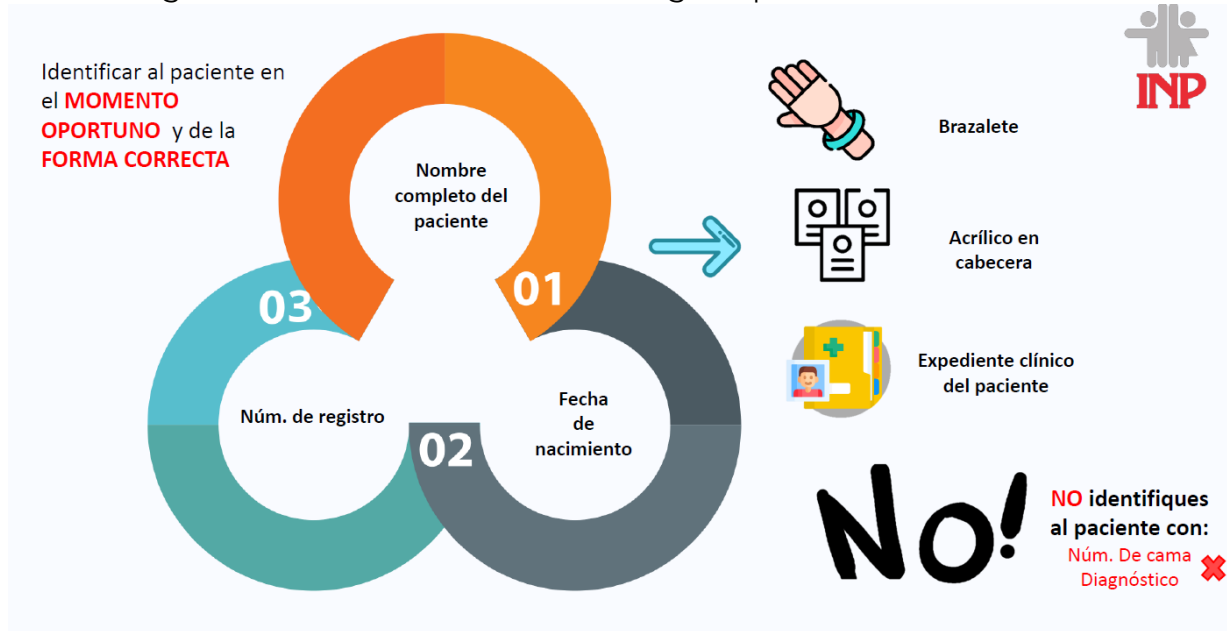 Identificar al paciente en
el MOMENTO
OPORTUNO y de la
FORMA CORRECTA
INP
Nombre
completo del
paciente
01
Fecha
de
nacimiento
02
Núm. de registro
03
Brazalete
Acrílico en
cabecera
Expediente clínico
del paciente
No!
NO identifiques
al paciente con:
Núm. De cama
Diagnóstico